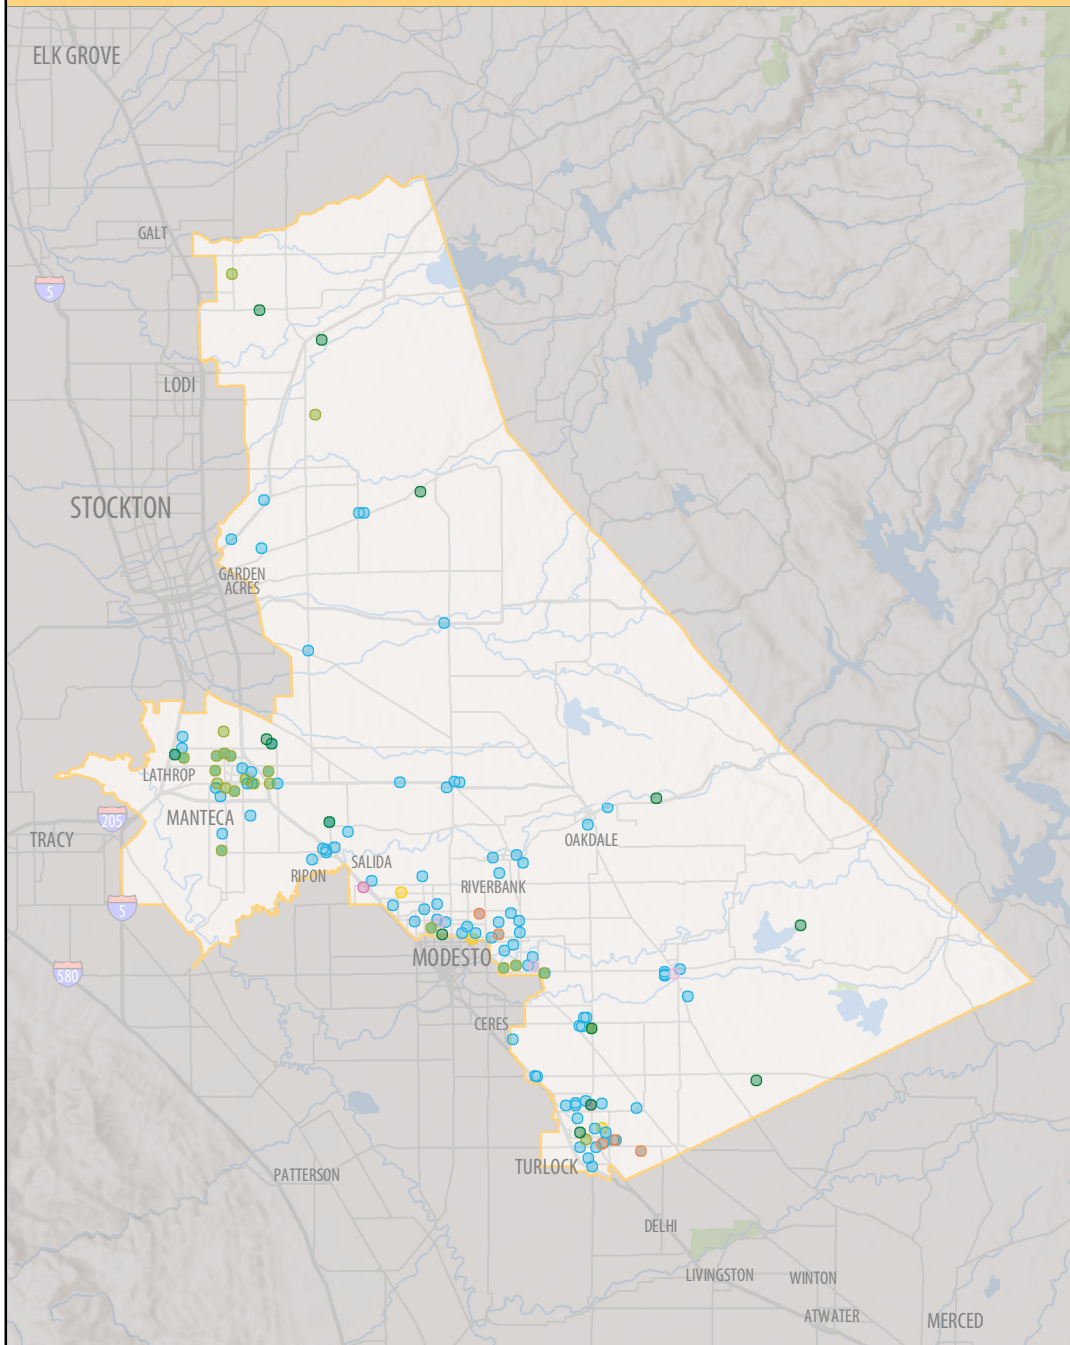 ELK GROVE
GALT
5
LODI
STOCKTON
GARDEN
ACRES
LATHROP
MANTECA
205
TRACY
OAKDALE
SALIDA
RIPON
RIVERBANK
5
MODESTO
580
CERES
TURLOCK
PATTERSON
DELHI
LIVINGSTON
WINTON
ATWATER
MERCED